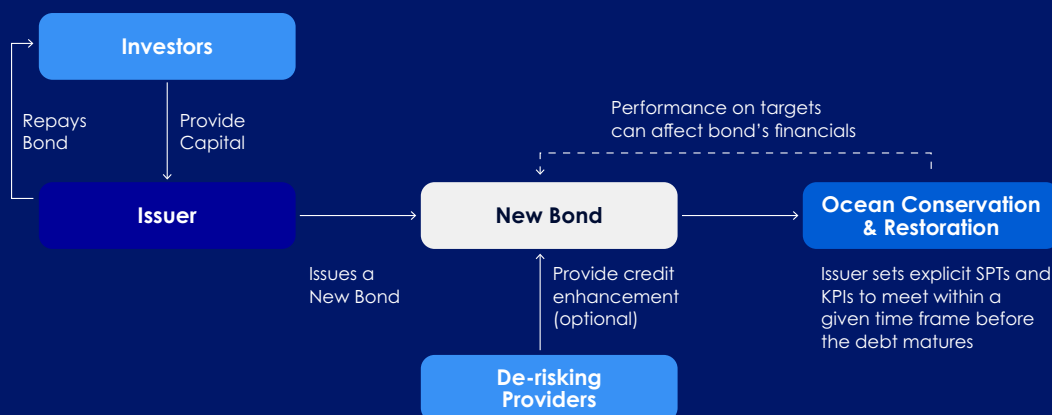 Investors
Repays
Bond
Provide
Capital
Performance on targets
can affect bond's financials
Issuer
New Bond
Ocean Conservation
& Restoration
Issues a
New Bond
Provide credit
enhancement
(optional)
Issuer sets explicit SPTs and
KPIs to meet within a
given time frame before
the debt matures
De-risking
Providers